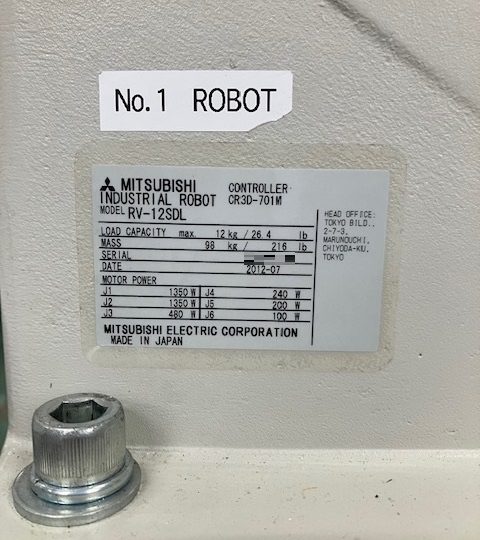 No.1 ROBOT
MITSUBISHI
INDUSTRIAL ROBOT
MODEL RV-12SDL
CONTROLLER
CR3D-701M
LOAD CAPACITY max. 12 kg / 26.4 lb
MASS 98 kg / 216 lb
SERIAL
DATE 2012-07
MOTOR POWER
J1 1350 W J4 240 W
J2 1350 W J5 200 W
J3 480 W J6 100 W
MITSUBISHI ELECTRIC CORPORATION
MADE IN JAPAN
HEAD OFFICE:
TOKYO BILD.,
2-7-3,
MARUNOUCHI,
CHIYODA-KU,
TOKYO